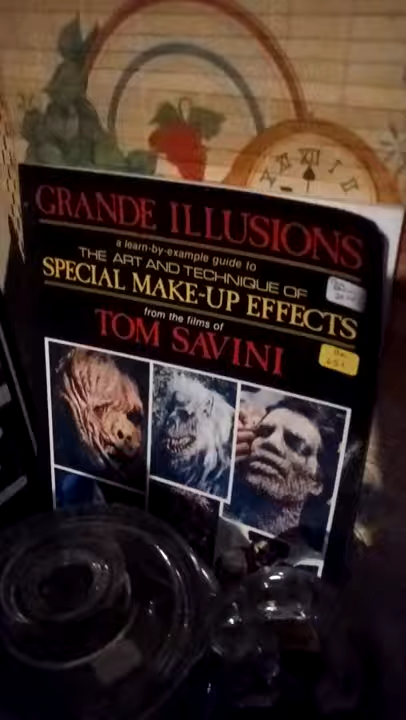 XII
GRANDE ILLUSIONS
a learn-by-example guide to
THE ART AND TECHNIQUE OF
SPECIAL MAKE-UP EFFECTS
from the films of
TOM SAVINI